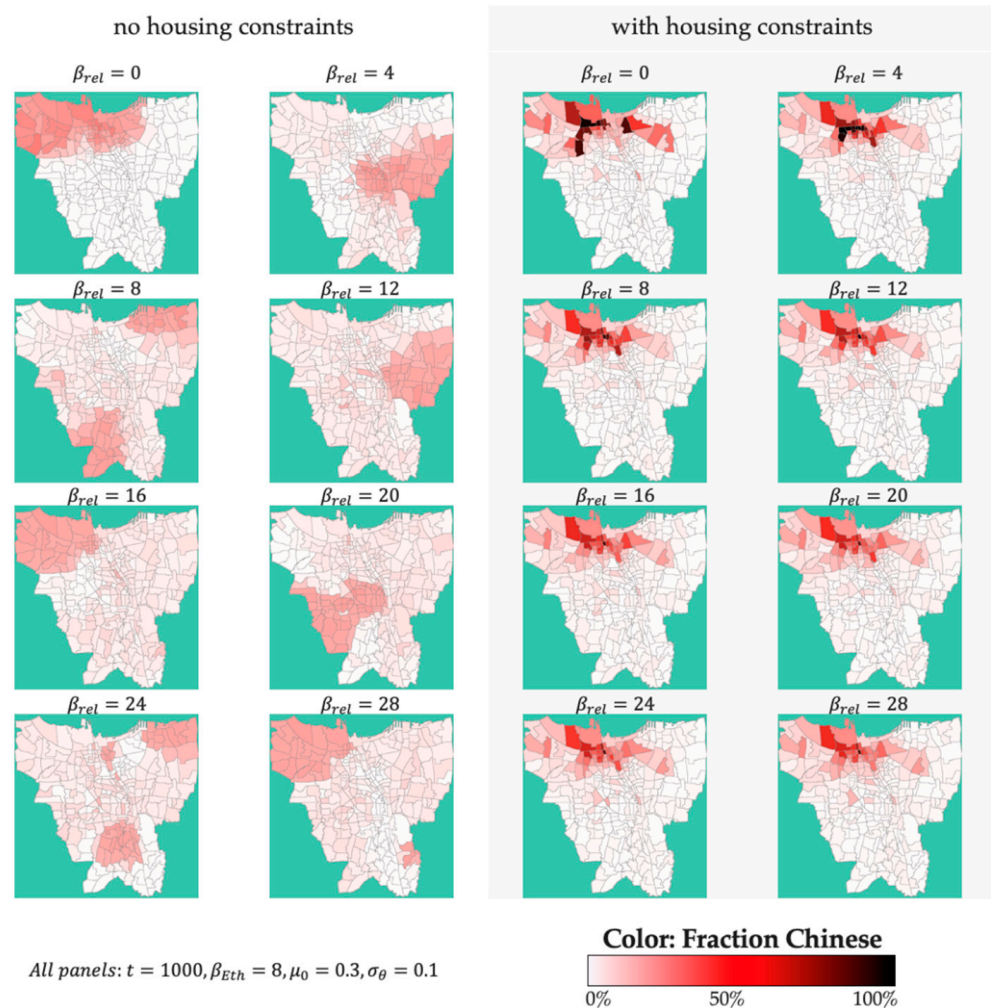 no housing constraints
with housing constraints
β_rel = 0
β_rel = 4
β_rel = 0
β_rel = 4
β_rel = 8
β_rel = 12
β_rel = 8
β_rel = 12
β_rel = 16
β_rel = 20
β_rel = 16
β_rel = 20
β_rel = 24
β_rel = 28
β_rel = 24
β_rel = 28
All panels: t = 1000, β_Eth = 8, μ_0 = 0.3, σ_θ = 0.1
Color: Fraction Chinese
0% 50% 100%